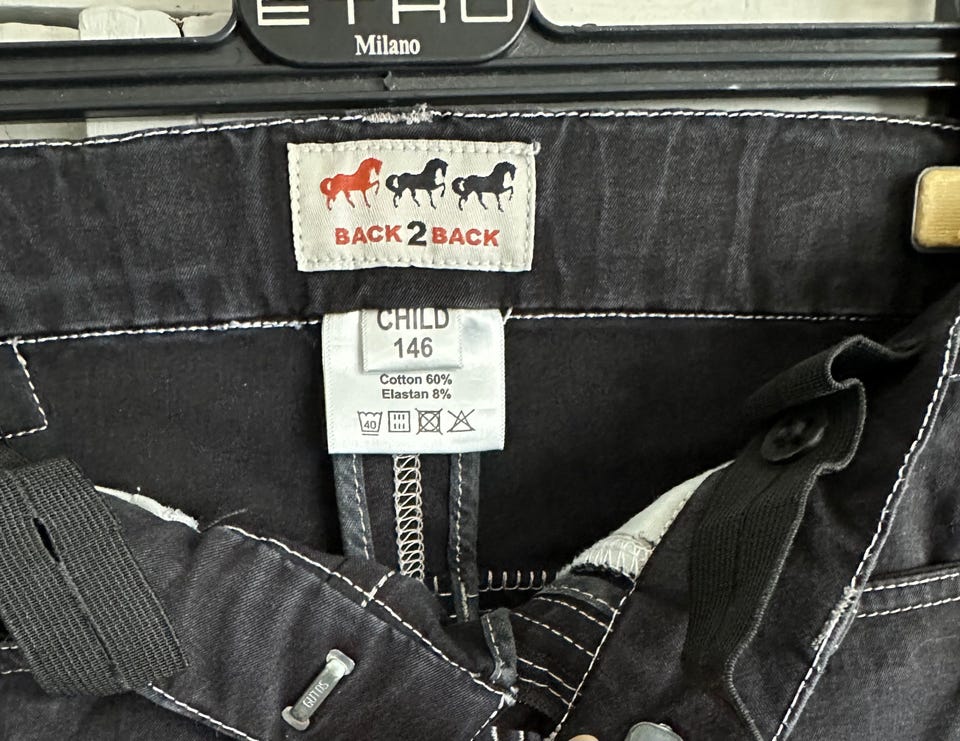 ETRO
Milano
BACK 2 BACK
CHILD
146
Cotton 60%
Elastan 8%
40